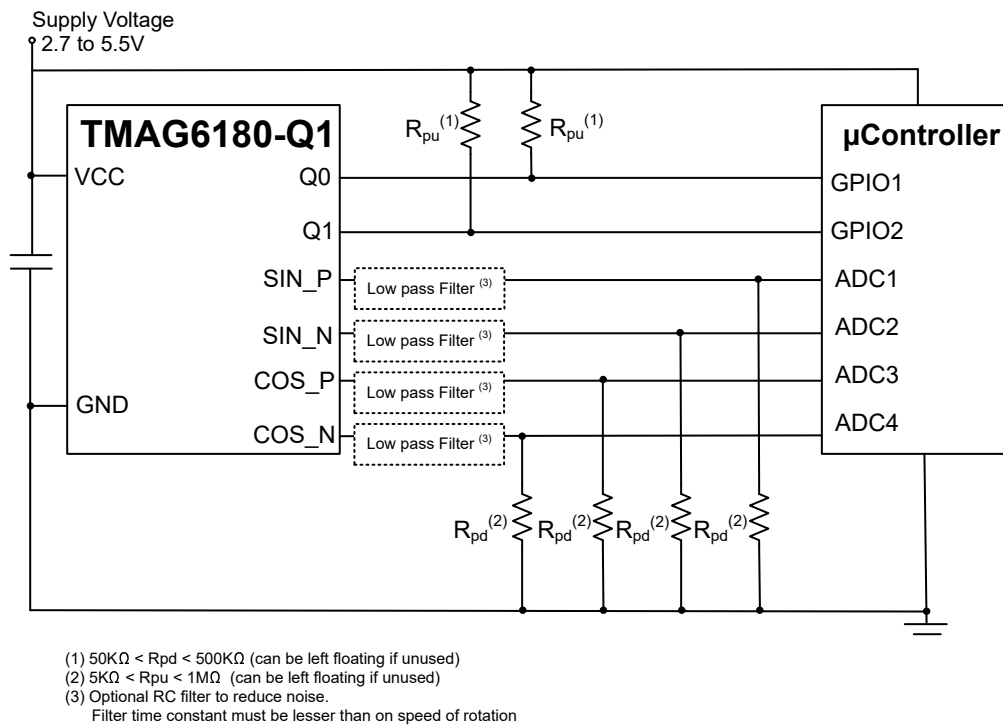 Supply Voltage
2.7 to 5.5V
TMAG6180-Q1
µController
R_pu(1)
R_pu(1)
VCC
Q0
GPIO1
Q1
GPIO2
SIN_P
Low pass Filter (3)
ADC1
SIN_N
Low pass Filter (3)
ADC2
COS_P
Low pass Filter (3)
ADC3
GND
COS_N
Low pass Filter (3)
ADC4
R_pd(2)
R_pd(2)
R_pd(2)
R_pd(2)
(1) 50KΩ < Rpd < 500KΩ (can be left floating if unused)
(2) 5KΩ < Rpu < 1MΩ (can be left floating if unused)
(3) Optional RC filter to reduce noise.
Filter time constant must be lesser than on speed of rotation